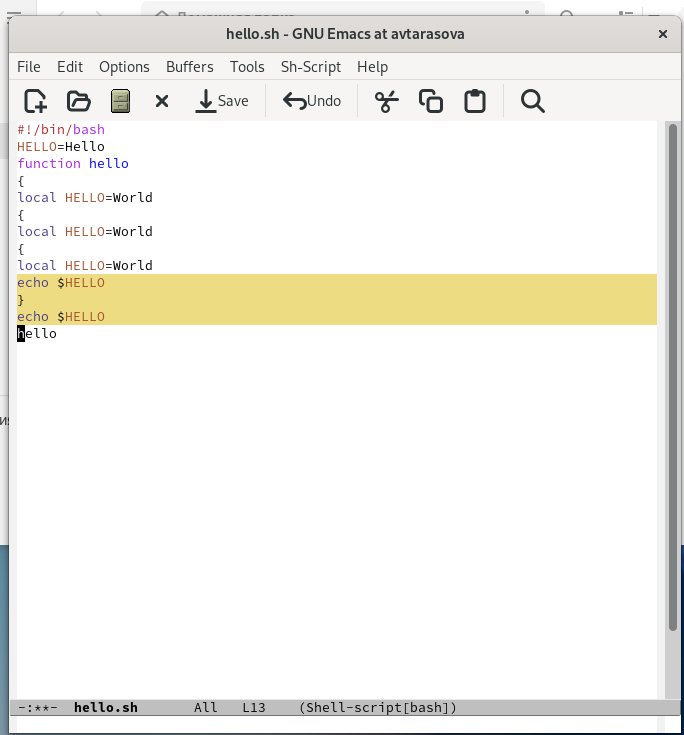 hello.sh - GNU Emacs at avtarasova
File Edit Options Buffers Tools Sh-Script Help
Save Undo
#!/bin/bash
HELLO=Hello
function hello
{
local HELLO=World
{
local HELLO=World
{
local HELLO=World
echo $HELLO
}
echo $HELLO
hello
-:**- hello.sh All L13 (Shell-script[bash])